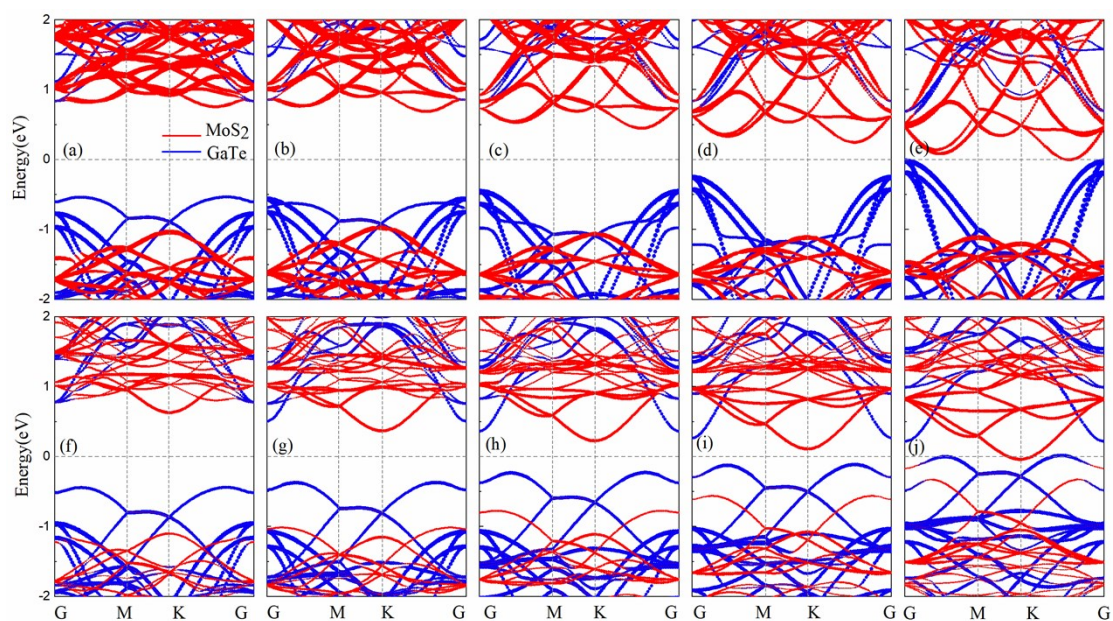 2
1
0
-1
-2
Energy(eV)
MoS2
GaTe
(a)
(b)
(c)
(d)
(e)
2
1
0
-1
-2
Energy(eV)
(f)
(g)
(h)
(i)
(j)
G M K G
G M K G
G M K G
G M K G
G M K G